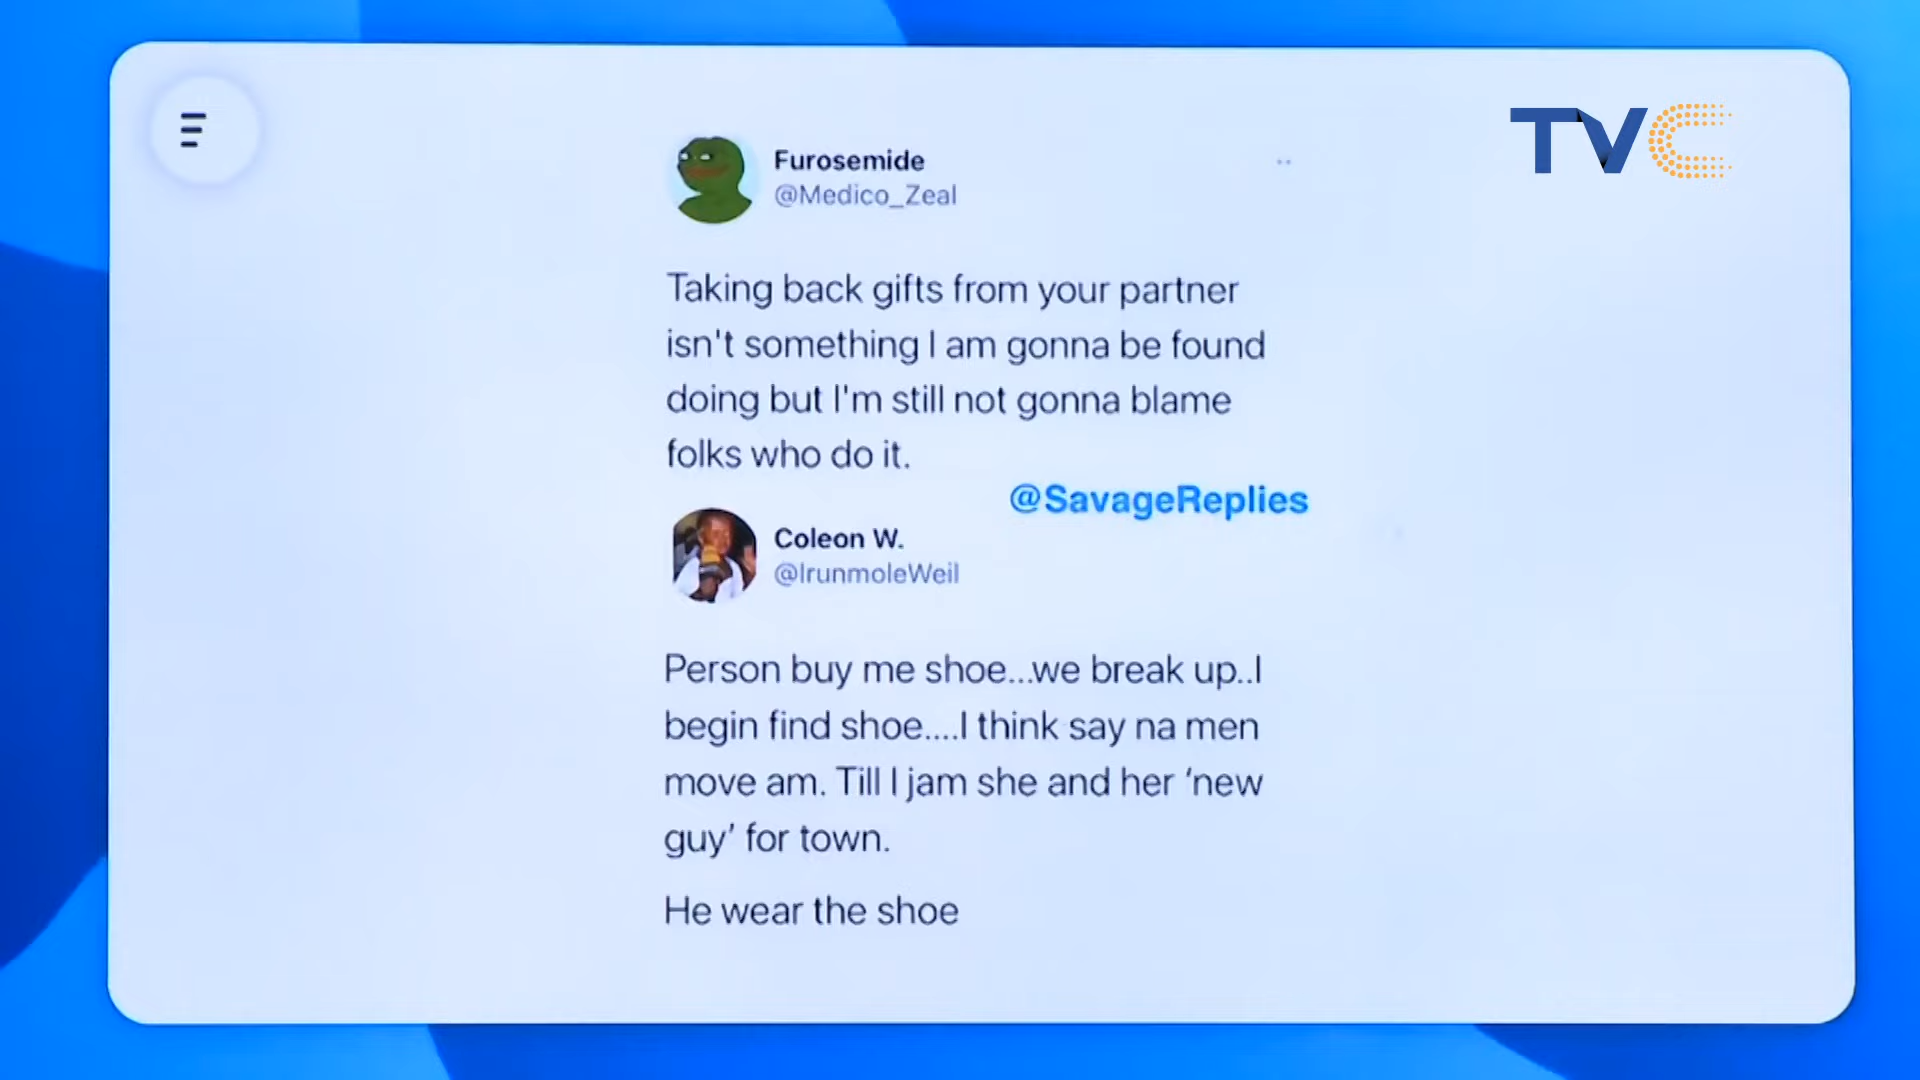 TVC
Furosemide
@Medico_Zeal
Taking back gifts from your partner
isn't something I am gonna be found
doing but I'm still not gonna blame
folks who do it.
@SavageReplies
Coleon W.
@IrunmoleWeil
Person buy me shoe...we break up..I
begin find shoe....I think say na men
move am. Till I jam she and her ‘new
guy’ for town.
He wear the shoe